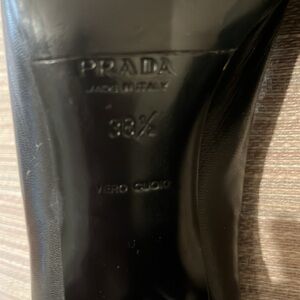 PRADA
MADE IN ITALY
38½
VERO CUOIO